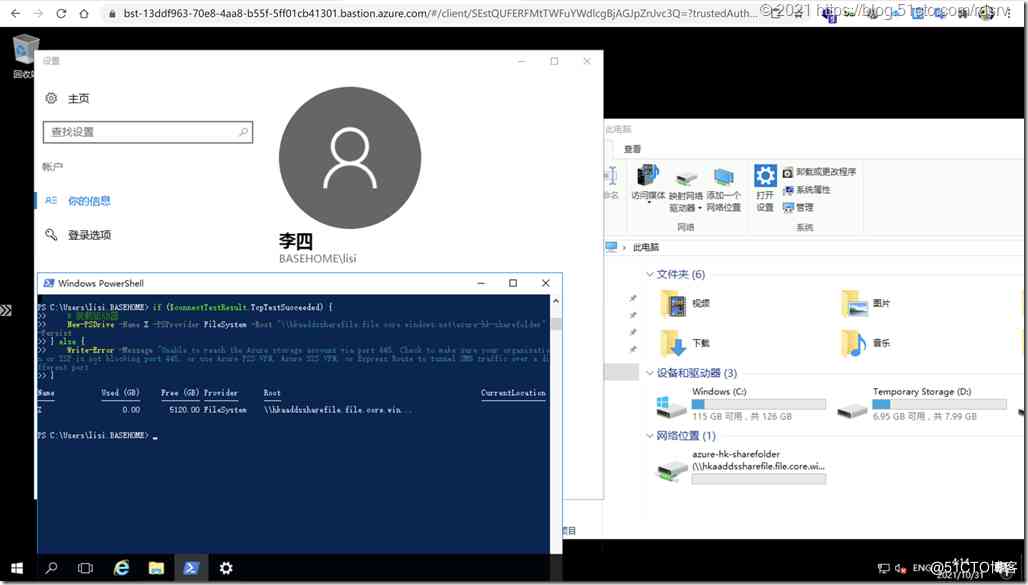 bst-13ddf963-70e8-4aa8-b55f-5ff01cb41301.bastion.azure.com/#/client/SEstQUFERFMtTWFuYWdlcgBjAGJpZnJvc3Q=?trustedAuth...
© 2021 https://blog.51cto.com/rdsrv
设置
主页
查找设置
帐户
你的信息
登录选项
李四
BASEHOME\lisi
此电脑
查看
访问媒体
映射网络
驱动器
添加一个
网络位置
网络
打开
设置
卸载或更改程序
系统属性
管理
系统
此电脑
文件夹 (6)
视频
图片
下载
音乐
设备和驱动器 (3)
Windows (C:)
115 GB 可用，共 126 GB
Temporary Storage (D:)
6.95 GB 可用，共 7.99 GB
网络位置 (1)
azure-hk-sharefolder
(\\hkaaddssharefile.file.core.wi...
Windows PowerShell
PS C:\Users\lisi.BASEHOME> if ($connectTestResult.TcpTestSucceeded) {
>>     # 装载驱动器
>>     New-PSDrive -Name Z -PSProvider FileSystem -Root "\\hkaaddssharefile.file.core.windows.net\azure-hk-sharefolder"
-Persist
>> } else {
>>     Write-Error -Message "Unable to reach the Azure storage account via port 445. Check to make sure your organizatio
n or ISP is not blocking port 445, or use Azure P2S VPN, Azure S2S VPN, or Express Route to tunnel SMB traffic over a di
fferent port."
>> }
Name Used (GB) Free (GB) Provider Root CurrentLocation
Z 0.00 5120.00 FileSystem \\hkaaddssharefile.file.core.win...
PS C:\Users\lisi.BASEHOME>
ENG
2021/10/31
@51CTO博客